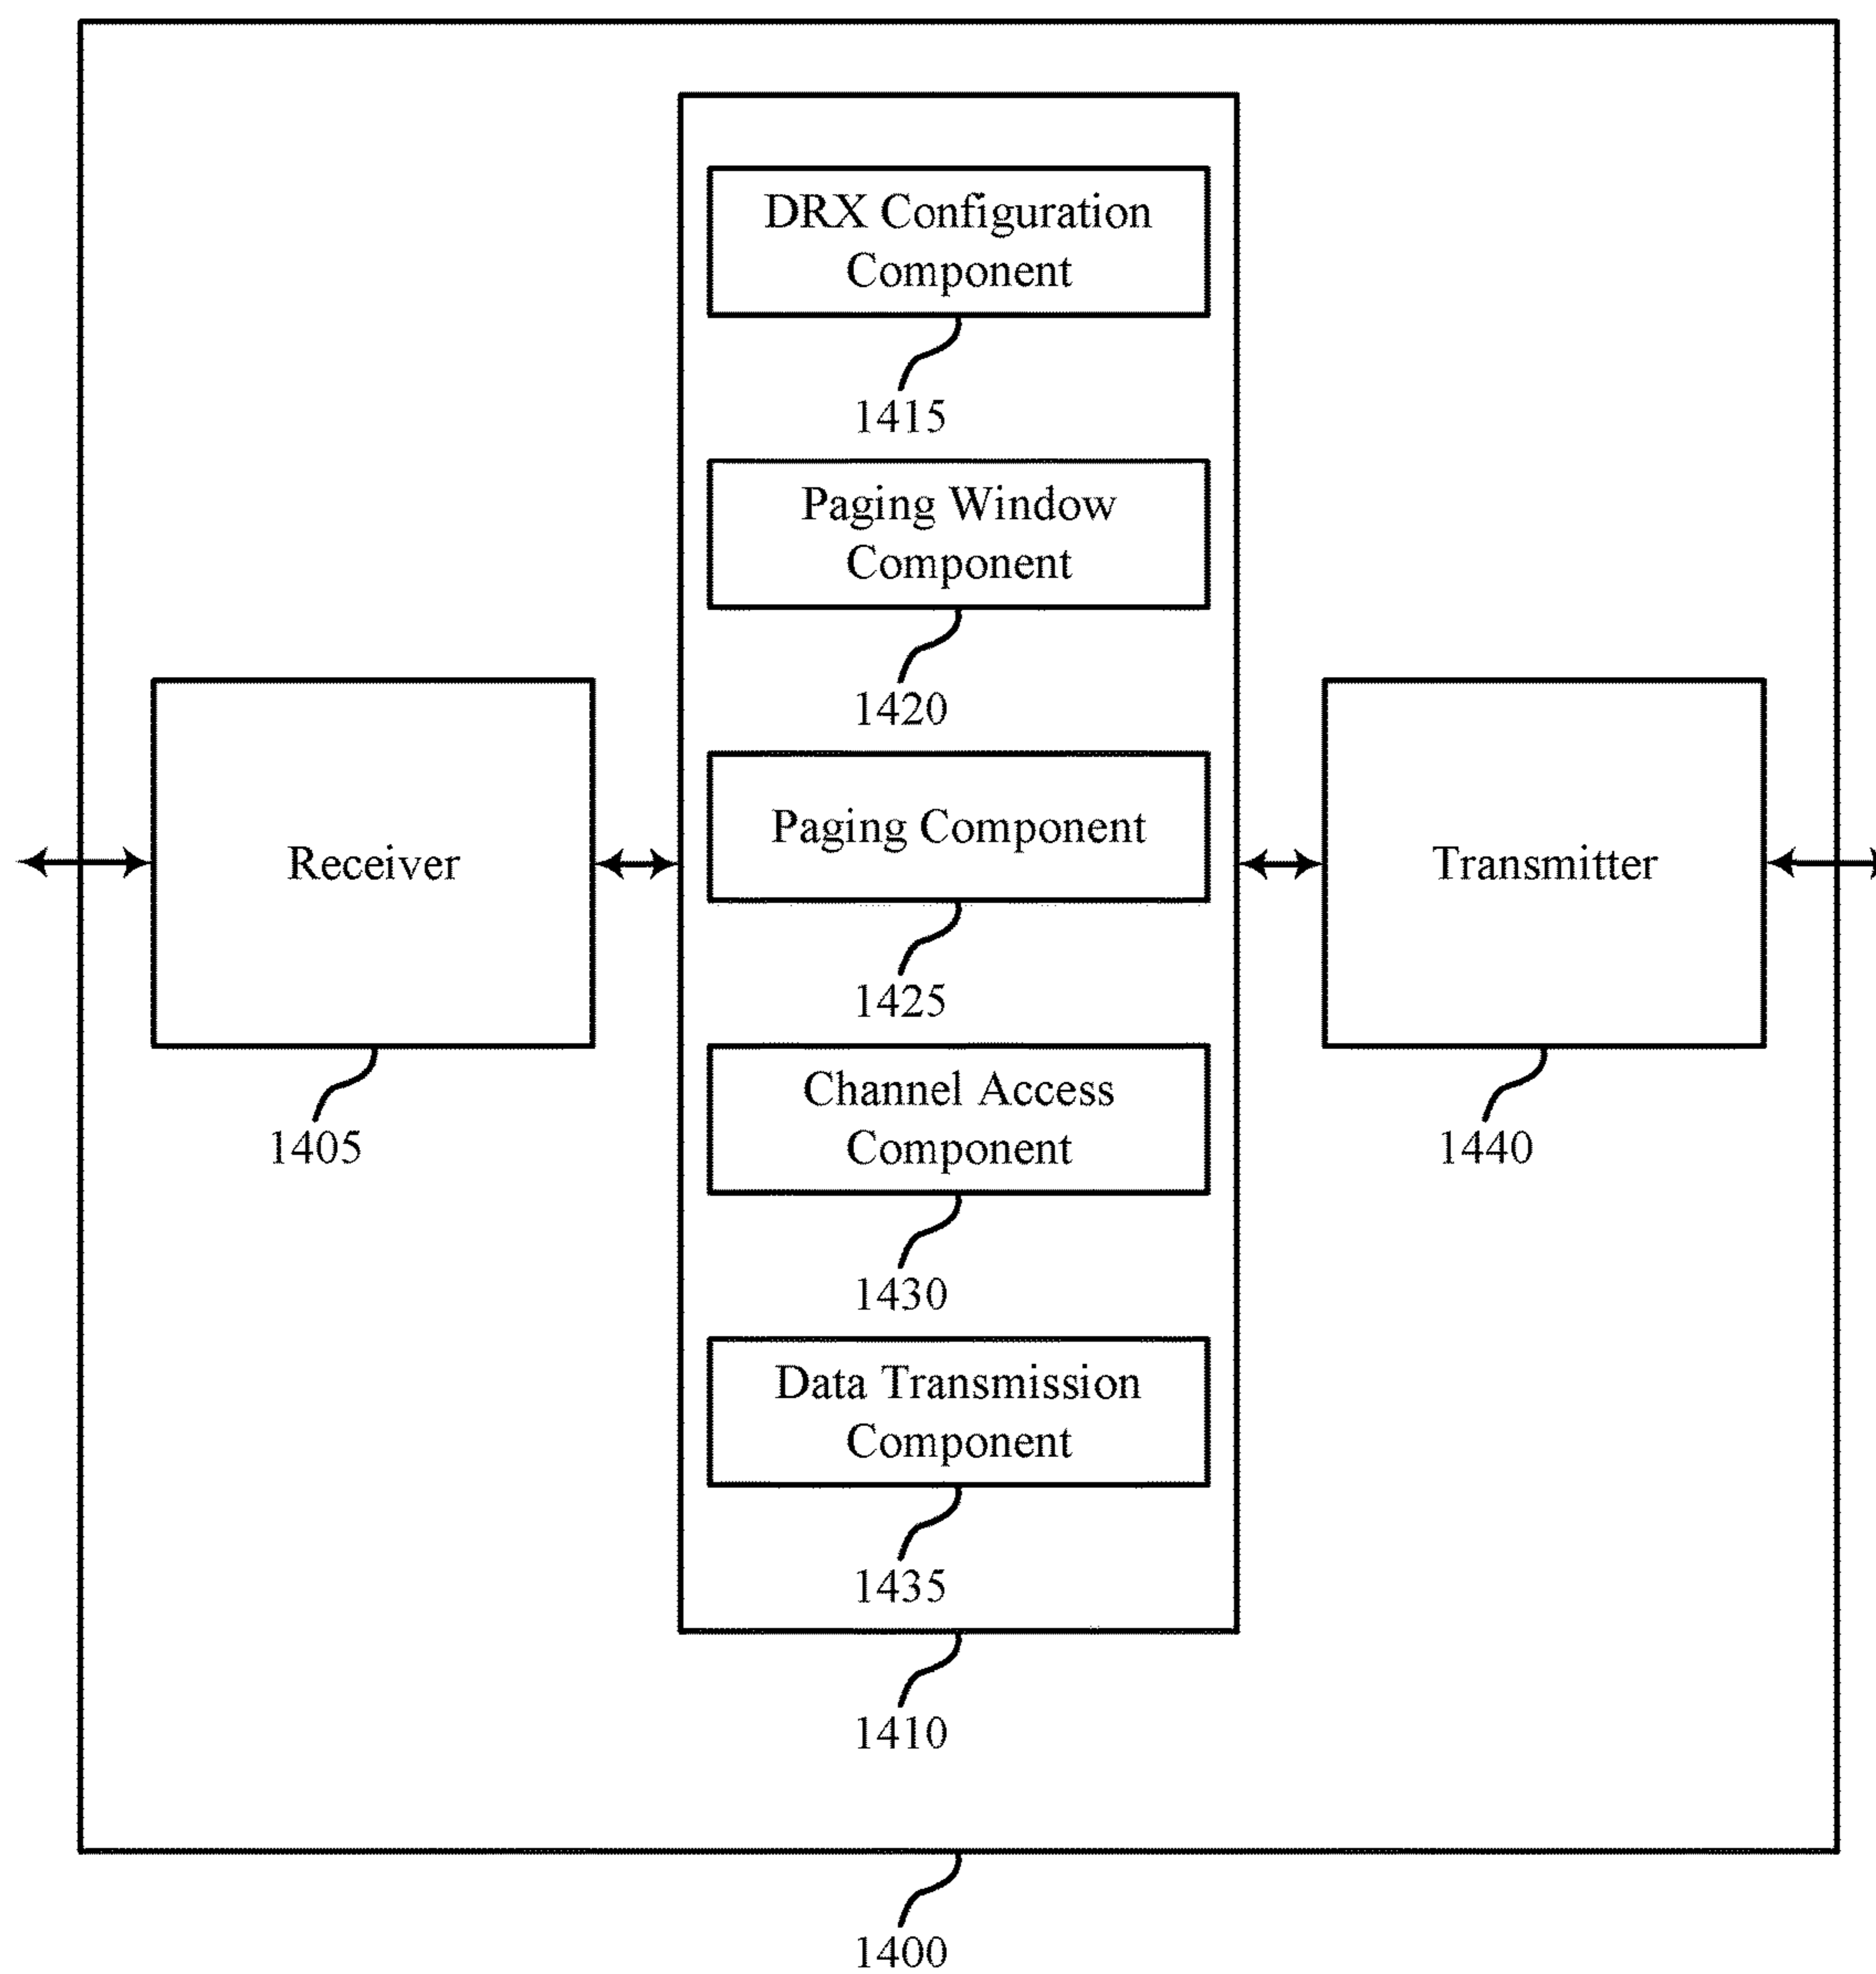 DRX Configuration
Component
1415
Paging Window
Component
1420
Paging Component
1425
Receiver
1405
Transmitter
1440
Channel Access
Component
1430
Data Transmission
Component
1435
1410
1400